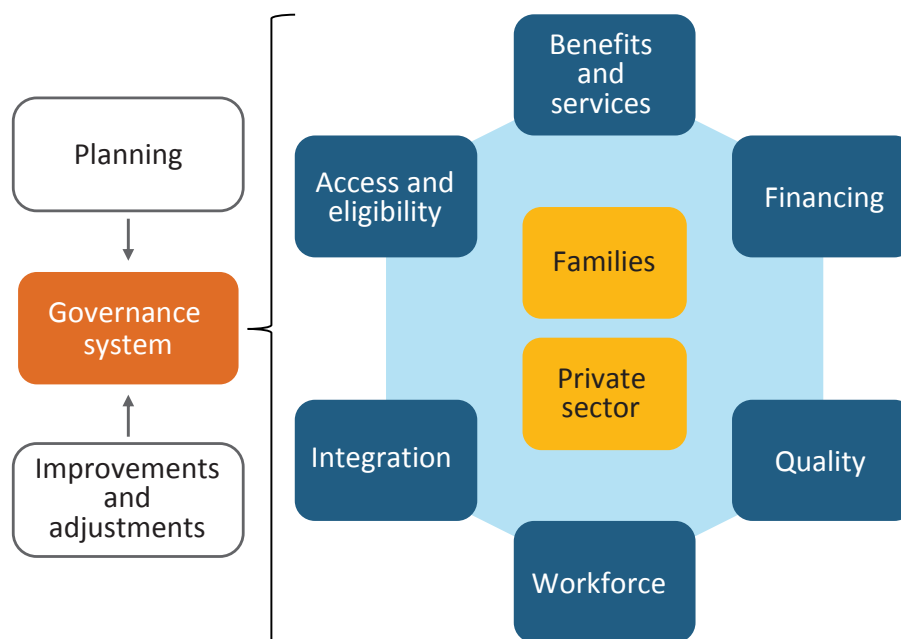 Planning
Governance
system
Improvements
and
adjustments
Benefits
and
services
Access and
eligibility
Financing
Families
Private
sector
Integration
Quality
Workforce